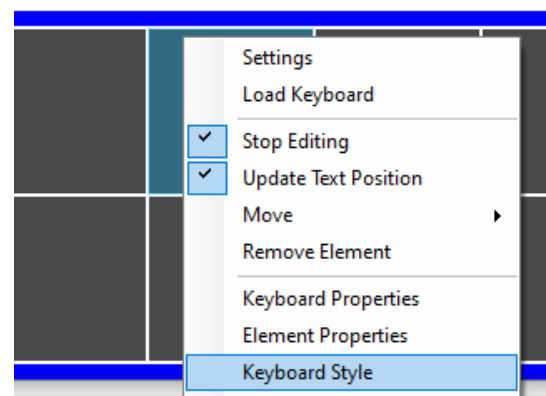 Settings
Load Keyboard
Stop Editing
Update Text Position
Move
Remove Element
Keyboard Properties
Element Properties
Keyboard Style